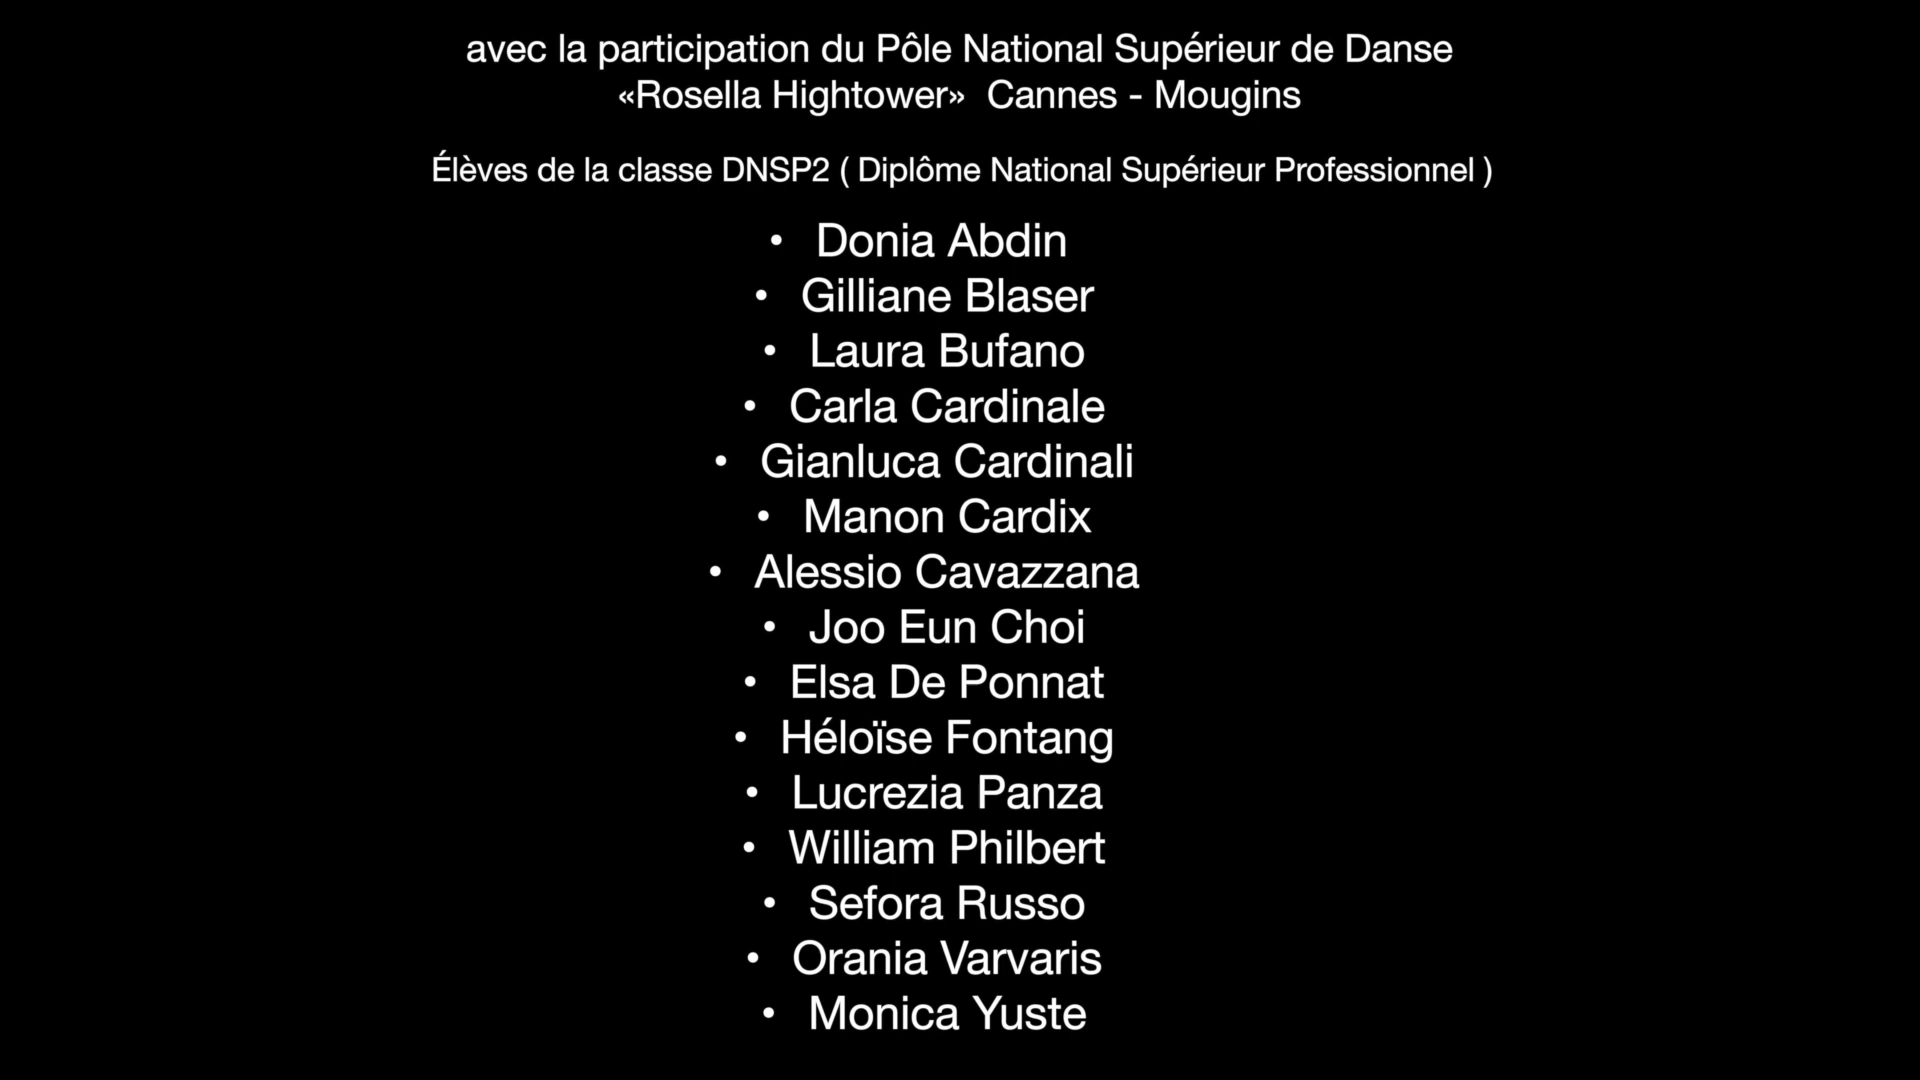 avec la participation du Pôle National Supérieur de Danse
«Rosella Hightower»  Cannes - Mougins
Élèves de la classe DNSP2 ( Diplôme National Supérieur Professionnel )
• Donia Abdin
• Gilliane Blaser
• Laura Bufano
• Carla Cardinale
• Gianluca Cardinali
• Manon Cardix
• Alessio Cavazzana
• Joo Eun Choi
• Elsa De Ponnat
• Héloïse Fontang
• Lucrezia Panza
• William Philbert
• Sefora Russo
• Orania Varvaris
• Monica Yuste